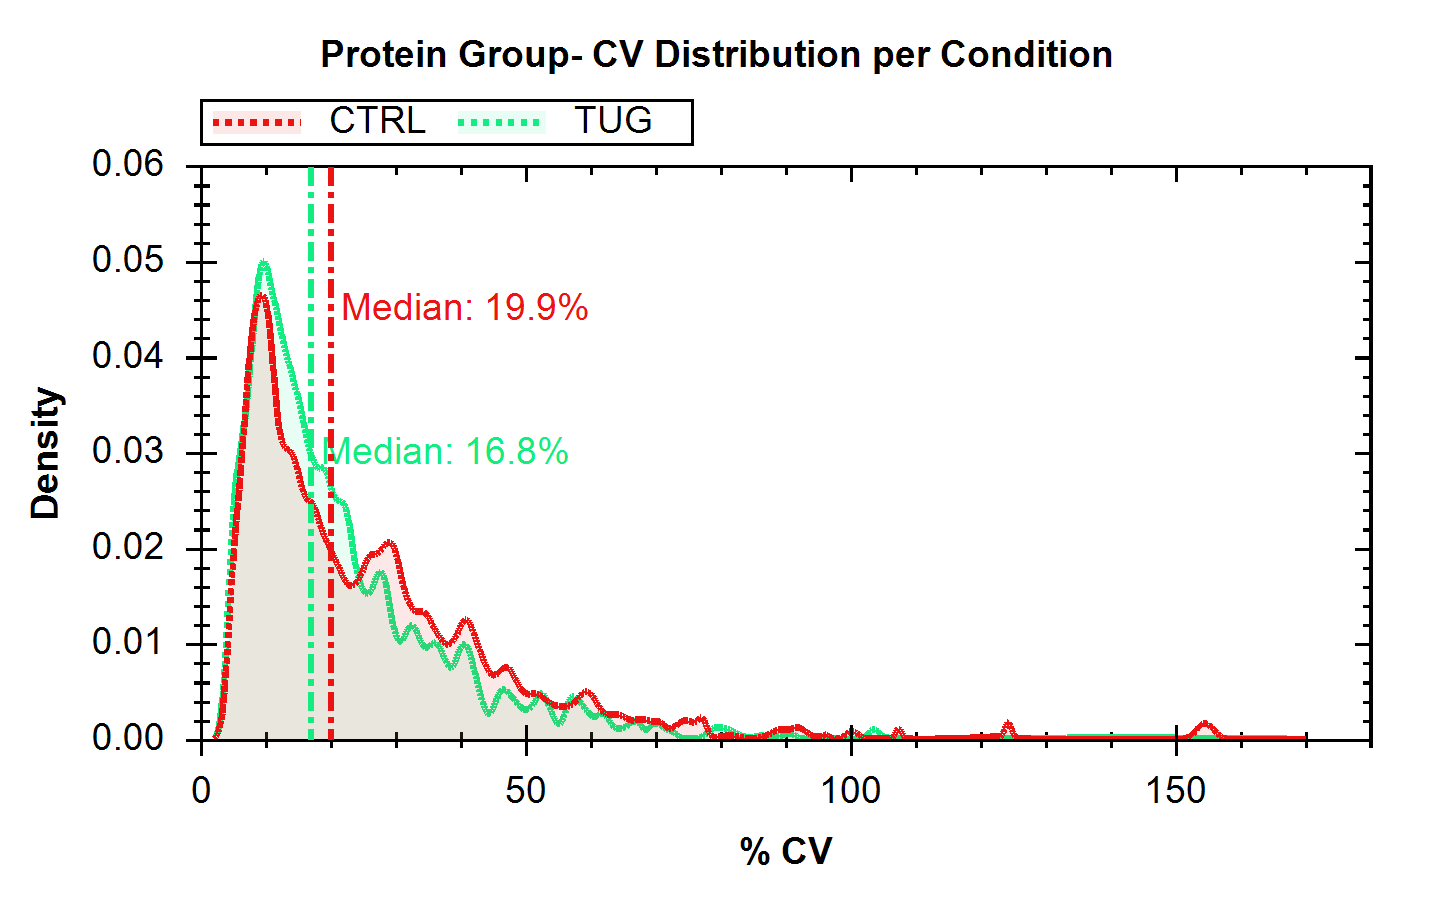 Protein Group- CV Distribution per Condition
CTRL TUG
0.06
0.05
0.04
0.03
0.02
0.01
0.00
Density
Median: 19.9%
Median: 16.8%
0 50 100 150
% CV